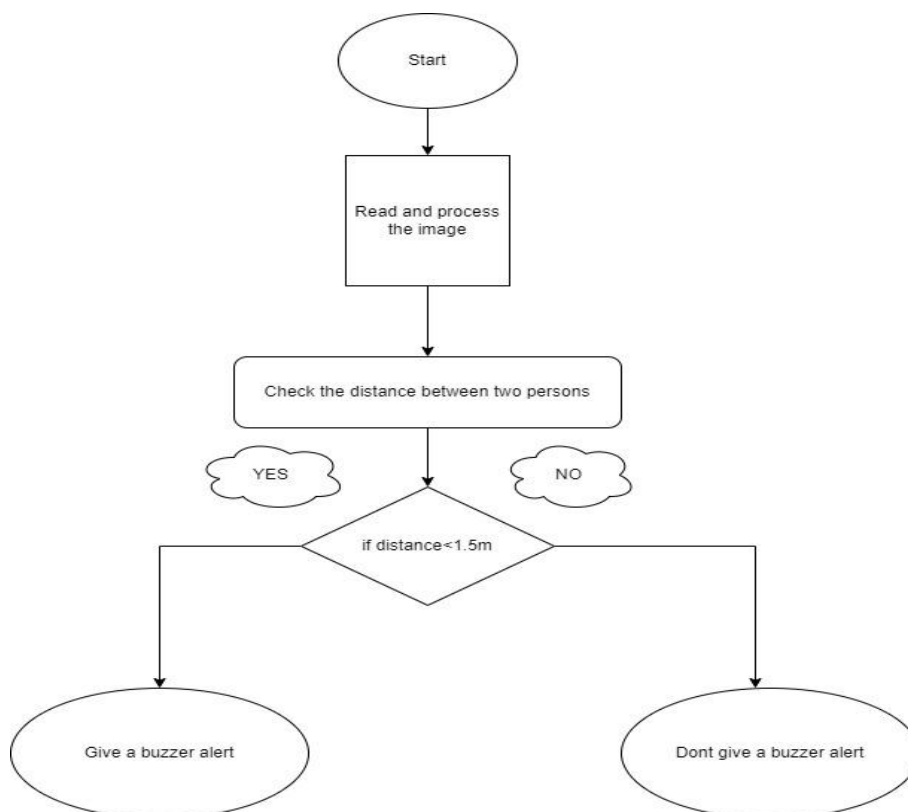 Start
Read and process
the image
Check the distance between two persons
YES
NO
if distance<1.5m
Give a buzzer alert
Dont give a buzzer alert